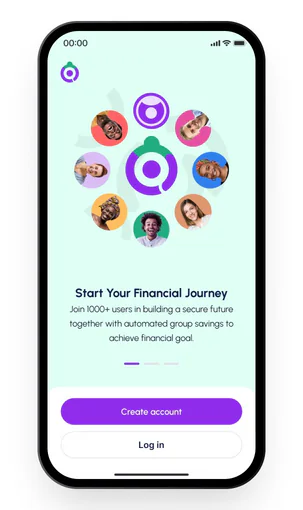 00:00
Start Your Financial Journey
Join 1000+ users in building a secure future
together with automated group savings to
achieve financial goal.
Create account
Log in